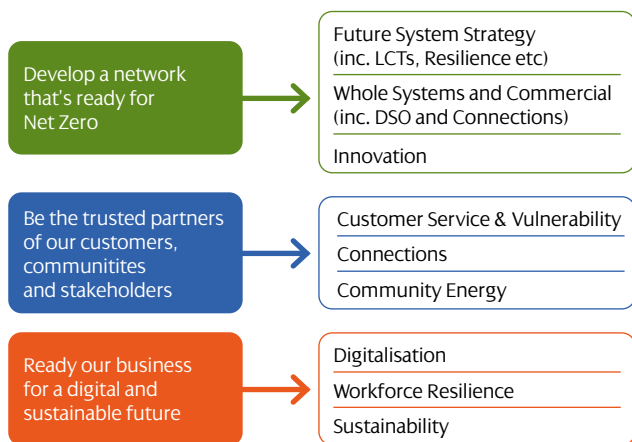 Develop a network
that's ready for
Net Zero
Future System Strategy
(inc. LCTs, Resilience etc)
Whole Systems and Commercial
(inc. DSO and Connections)
Innovation
Be the trusted partners
of our customers,
communitites
and stakeholders
Customer Service & Vulnerability
Connections
Community Energy
Ready our business
for a digital and
sustainable future
Digitalisation
Workforce Resilience
Sustainability